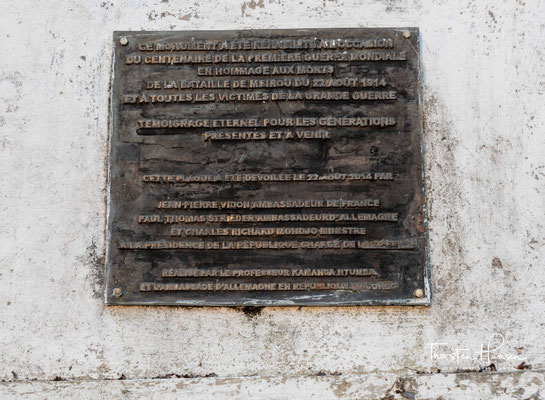 CE MONUMENT A ÉTÉ L'OCCASION
DU CENTENAIRE DE LA PREMIÈRE GUERRE MONDIALE
EN HOMMAGE AUX MORTS
DE LA BATAILLE DE MBIROU DU 22 AOÛT 1914
ET À TOUTES LES VICTIMES DE LA GRANDE GUERRE
TÉMOIGNAGE ÉTERNEL POUR LES GÉNÉRATIONS
PRÉSENTES ET À VENIR
CETTE PLAQUE A ÉTÉ DÉVOILÉE LE 22 AOÛT 2014 PAR :
JEAN-PIERRE VIDON AMBASSADEUR DE FRANCE
PAUL THOMAS AMBASSADEUR D'ALLEMAGNE
ET CHARLES RICHARD MONDJO MINISTRE
À LA PRÉSIDENCE DE LA RÉPUBLIQUE CHARGÉ DE LA DÉFENSE
RÉALISÉ PAR LE PROFESSEUR KABANDA
ET L'AMBASSADE D'ALLEMAGNE EN RÉPUBLIQUE DU CONGO
Thorsten Hansen